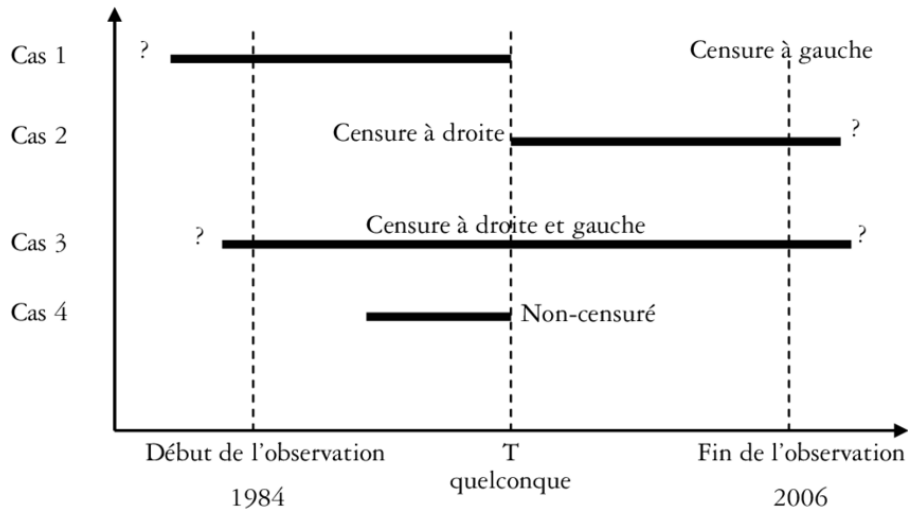 Cas 1
?
Censure à gauche
Cas 2
Censure à droite
?
Cas 3
?
Censure à droite et gauche
?
Cas 4
Non-censuré
Début de l'observation
1984
T
quelconque
Fin de l'observation
2006